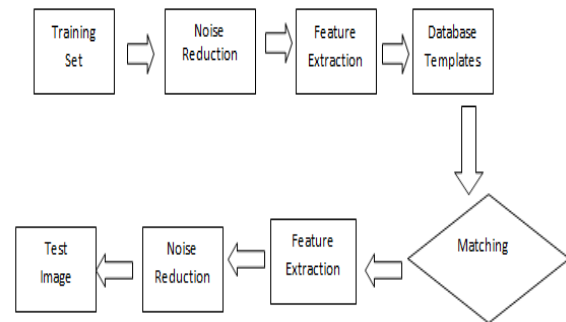 Training
Set
Noise
Reduction
Feature
Extraction
Database
Templates
Test
Image
Noise
Reduction
Feature
Extraction
Matching